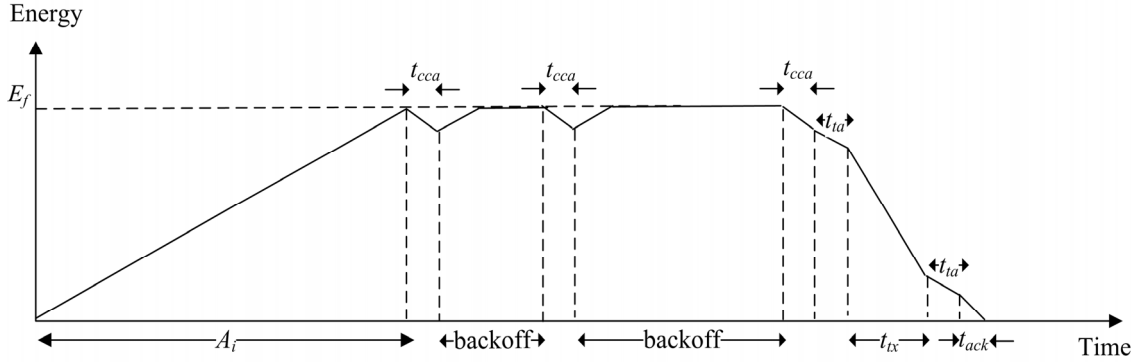 Energy
t_cca t_cca t_cca
E_f
t_ta
t_ta
A_i backoff backoff t_tx t_ack
Time